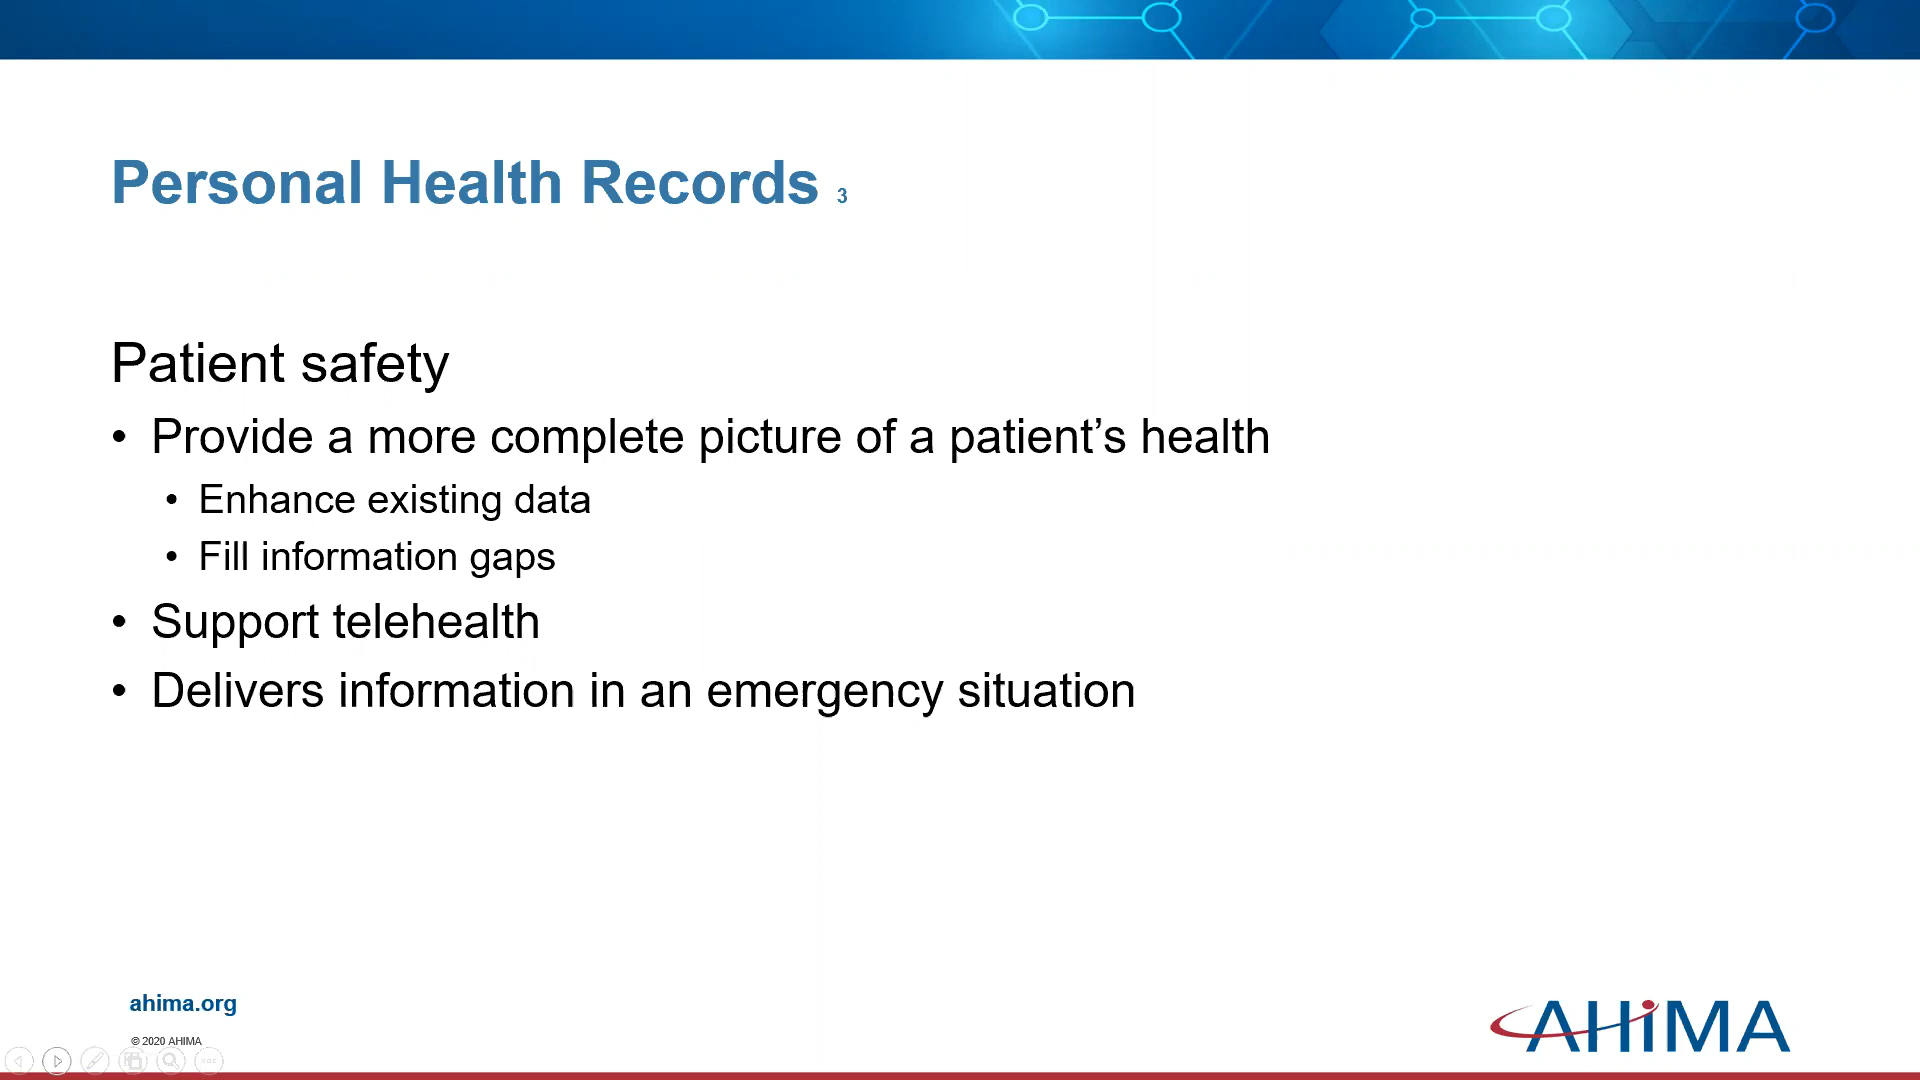 Personal Health Records 3
Patient safety
• Provide a more complete picture of a patient’s health
• Enhance existing data
• Fill information gaps
• Support telehealth
• Delivers information in an emergency situation
ahima.org
© 2020 AHIMA
AHiMA